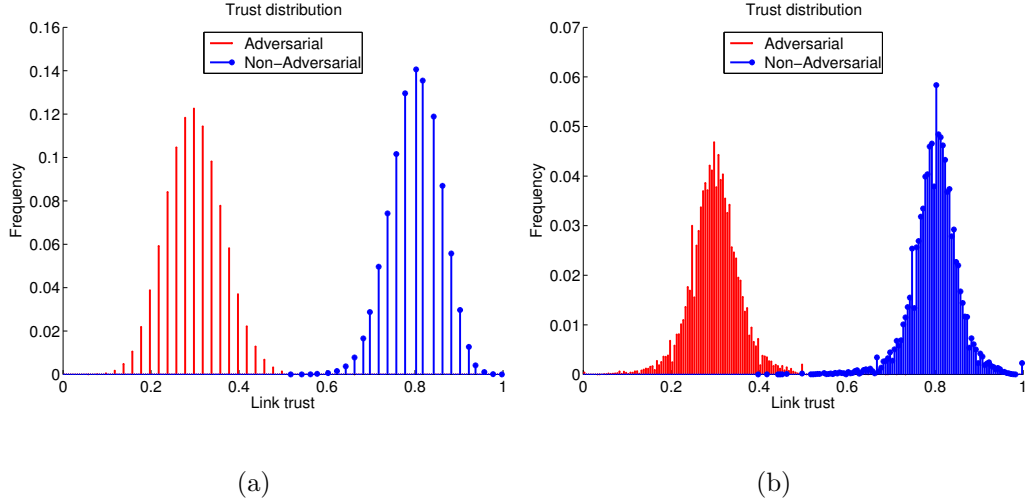 Trust distribution
Adversarial
Non-Adversarial
Frequency
0.16
0.14
0.12
0.1
0.08
0.06
0.04
0.02
0
0 0.2 0.4 0.6 0.8 1
Link trust
(a)
Trust distribution
Adversarial
Non-Adversarial
Frequency
0.07
0.06
0.05
0.04
0.03
0.02
0.01
0
0 0.2 0.4 0.6 0.8 1
Link trust
(b)